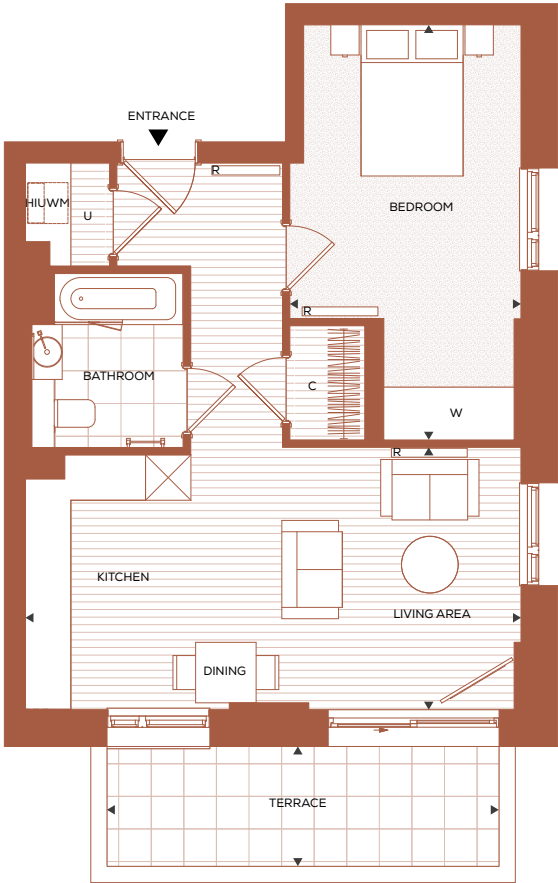 ENTRANCE
R
HIUWM
U
BEDROOM
R
BATHROOM
C
W
R
KITCHEN
LIVING AREA
DINING
TERRACE